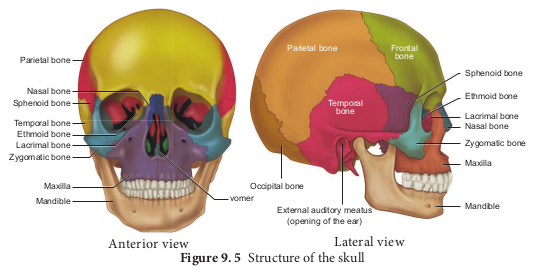 Parietal bone
Nasal bone
Sphenoid bone
Temporal bone
Ethmoid bone
Lacrimal bone
Zygomatic bone
Maxilla
Mandible
vomer
Anterior view
Parietal bone
Frontal
bone
Temporal
bone
Sphenoid bone
Ethmoid bone
Lacrimal bone
Nasal bone
Zygomatic bone
Maxilla
Occipital bone
External auditory meatus
(opening of the ear)
Mandible
Lateral view
Figure 9. 5 Structure of the skull